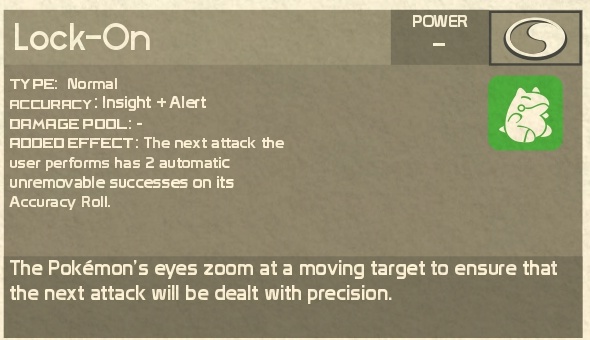 Lock-On
POWER
–
TYPE: Normal
ACCURACY: Insight + Alert
DAMAGE POOL: -
ADDED EFFECT: The next attack the
user performs has 2 automatic
unremovable successes on its
Accuracy Roll.
The Pokémon's eyes zoom at a moving target to ensure that
the next attack will be dealt with precision.